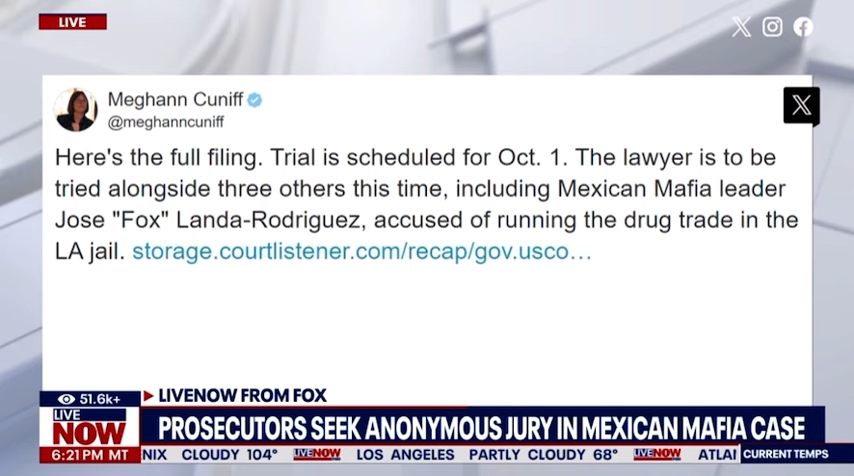 LIVE
Meghann Cuniff
@meghanncuniff
Here's the full filing. Trial is scheduled for Oct. 1. The lawyer is to be
tried alongside three others this time, including Mexican Mafia leader
Jose "Fox" Landa-Rodriguez, accused of running the drug trade in the
LA jail. storage.courtlistener.com/recap/gov.usco…
51.6k+
LIVENOW FROM FOX
LIVE
NOW
PROSECUTORS SEEK ANONYMOUS JURY IN MEXICAN MAFIA CASE
6:21 PM MT
NIX CLOUDY 104° LIVENOW LOS ANGELES PARTLY CLOUDY 68° LIVENOW ATLAI CURRENT TEMPS